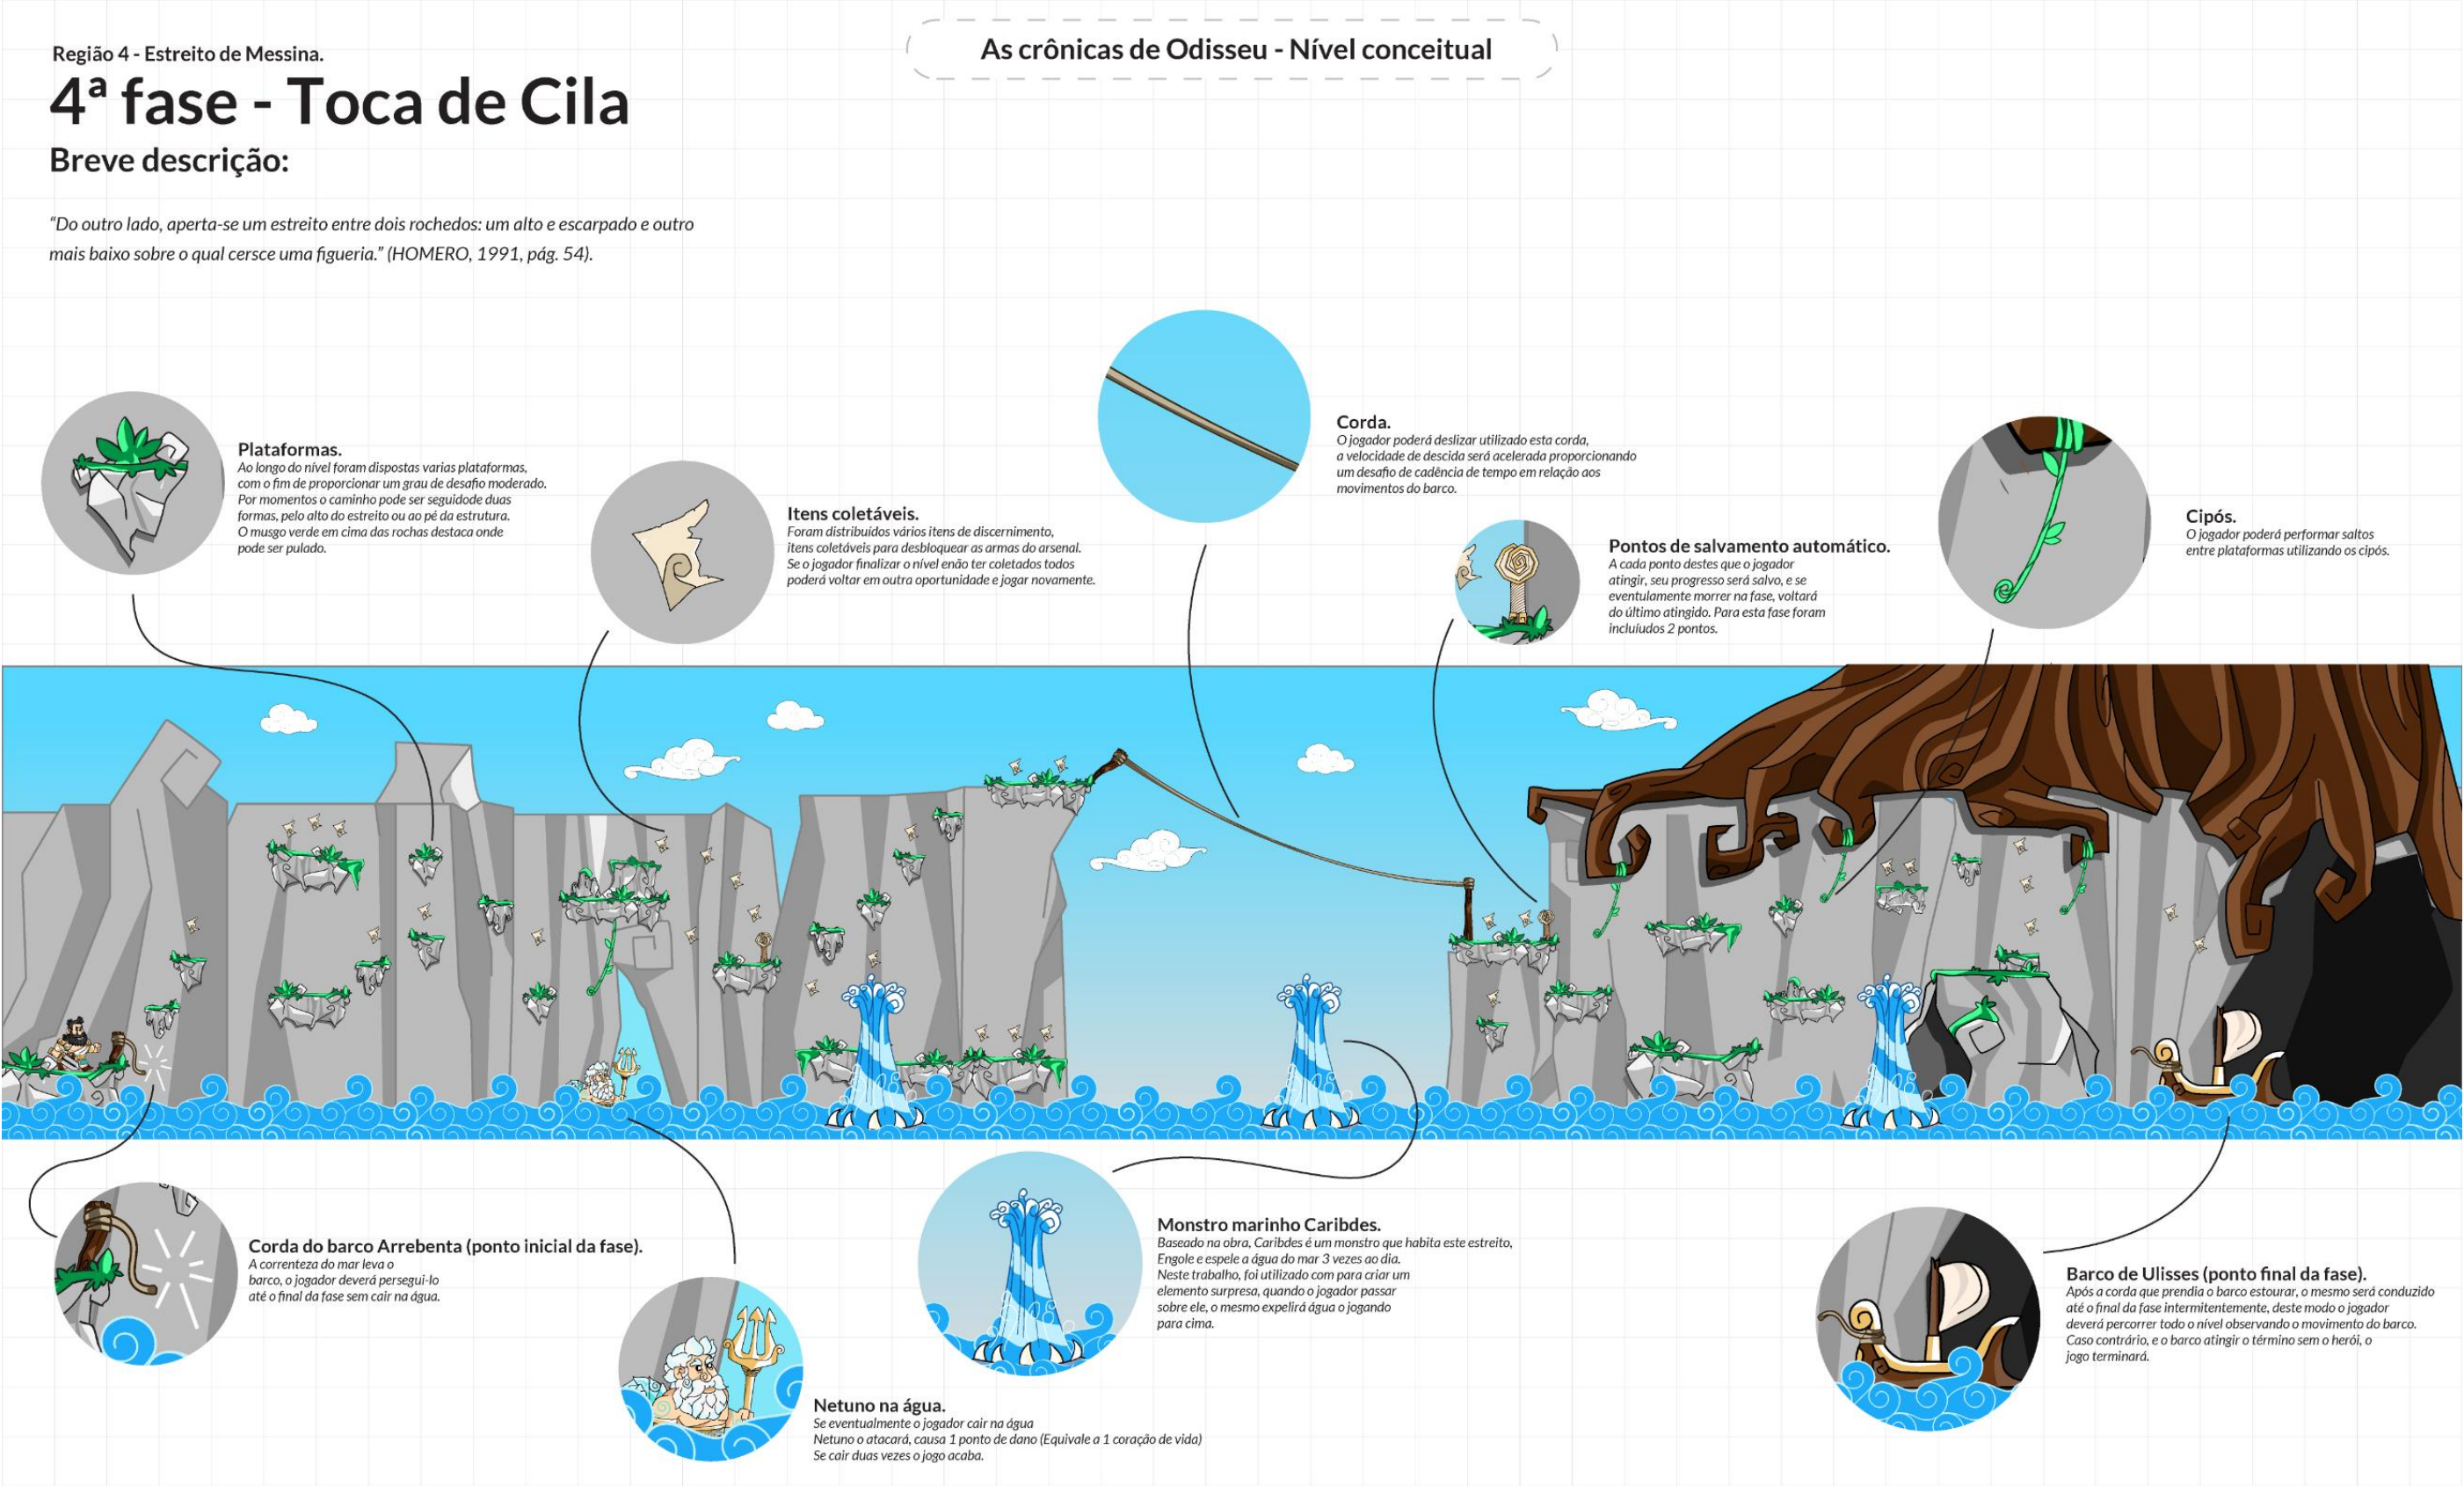 As crônicas de Odisseu - Nível conceitual
Região 4 - Estreito de Messina.
4ª fase - Toca de Cila
Breve descrição:
“Do outro lado, aperta-se um estreito entre dois rochedos: um alto e escarpado e outro
mais baixo sobre o qual cersce uma figueria.” (HOMERO, 1991, pág. 54).
Plataformas.
Ao longo do nível foram dispostas varias plataformas,
com o fim de proporcionar um grau de desafio moderado.
Por momentos o caminho pode ser seguidode duas
formas, pelo alto do estreito ou ao pé da estrutura.
O musgo verde em cima das rochas destaca onde
pode ser pulado.
Itens coletáveis.
Foram distribuídos vários itens de discernimento,
itens coletáveis para desbloquear as armas do arsenal.
Se o jogador finalizar o nível enão ter coletados todos
poderá voltar em outra oportunidade e jogar novamente.
Corda.
O jogador poderá deslizar utilizado esta corda,
a velocidade de descida será acelerada proporcionando
um desafio de cadência de tempo em relação aos
movimentos do barco.
Pontos de salvamento automático.
A cada ponto destes que o jogador
atingir, seu progresso será salvo, e se
eventulamente morrer na fase, voltará
do último atingido. Para esta fase foram
incluíudos 2 pontos.
Cipós.
O jogador poderá performar saltos
entre plataformas utilizando os cipós.
Corda do barco Arrebenta (ponto inicial da fase).
A correnteza do mar leva o
barco, o jogador deverá persegui-lo
até o final da fase sem cair na água.
Netuno na água.
Se eventualmente o jogador cair na água
Netuno o atacará, causa 1 ponto de dano (Equivale a 1 coração de vida)
Se cair duas vezes o jogo acaba.
Monstro marinho Caribdes.
Baseado na obra, Caribdes é um monstro que habita este estreito,
Engole e espele a água do mar 3 vezes ao dia.
Neste trabalho, foi utilizado com para criar um
elemento surpresa, quando o jogador passar
sobre ele, o mesmo expelirá água o jogando
para cima.
Barco de Ulisses (ponto final da fase).
Após a corda que prendia o barco estourar, o mesmo será conduzido
até o final da fase intermitentemente, deste modo o jogador
deverá percorrer todo o nível observando o movimento do barco.
Caso contrário, e o barco atingir o término sem o herói, o
jogo terminará.